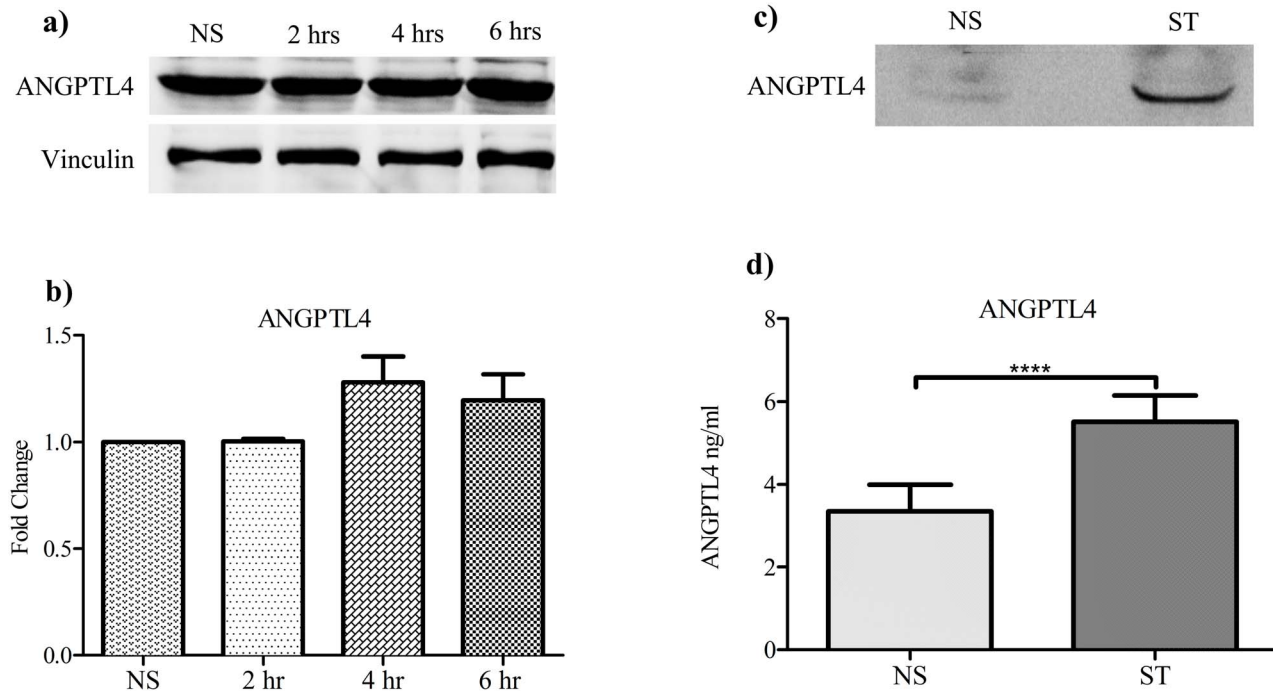 a)
NS 2 hrs 4 hrs 6 hrs
ANGPTL4
Vinculin
b)
ANGPTL4
Fold Change
1.5
1.0
0.5
0.0
NS 2 hr 4 hr 6 hr
c)
NS ST
ANGPTL4
d)
ANGPTL4
ANGPTL4 ng/ml
8
6
4
2
0
****
NS ST